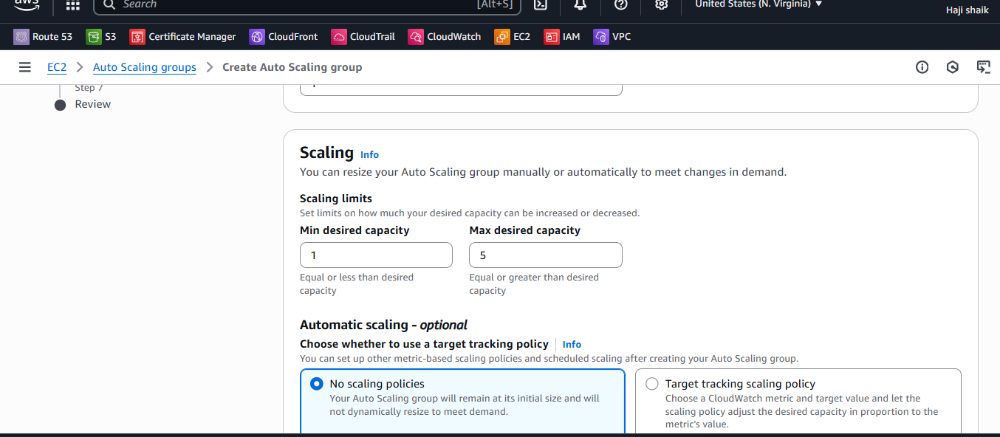 aws
Search
[Alt+S]
United States (N. Virginia) ▼
Haji shaik
Route 53
S3
Certificate Manager
CloudFront
CloudTrail
CloudWatch
EC2
IAM
VPC
EC2 > Auto Scaling groups > Create Auto Scaling group
Step 7
Review
Scaling Info
You can resize your Auto Scaling group manually or automatically to meet changes in demand.
Scaling limits
Set limits on how much your desired capacity can be increased or decreased.
Min desired capacity
1
Equal or less than desired
capacity
Max desired capacity
5
Equal or greater than desired
capacity
Automatic scaling - optional
Choose whether to use a target tracking policy | Info
You can set up other metric-based scaling policies and scheduled scaling after creating your Auto Scaling group.
No scaling policies
Your Auto Scaling group will remain at its initial size and will
not dynamically resize to meet demand.
Target tracking scaling policy
Choose a CloudWatch metric and target value and let the
scaling policy adjust the desired capacity in proportion to the
metric's value.